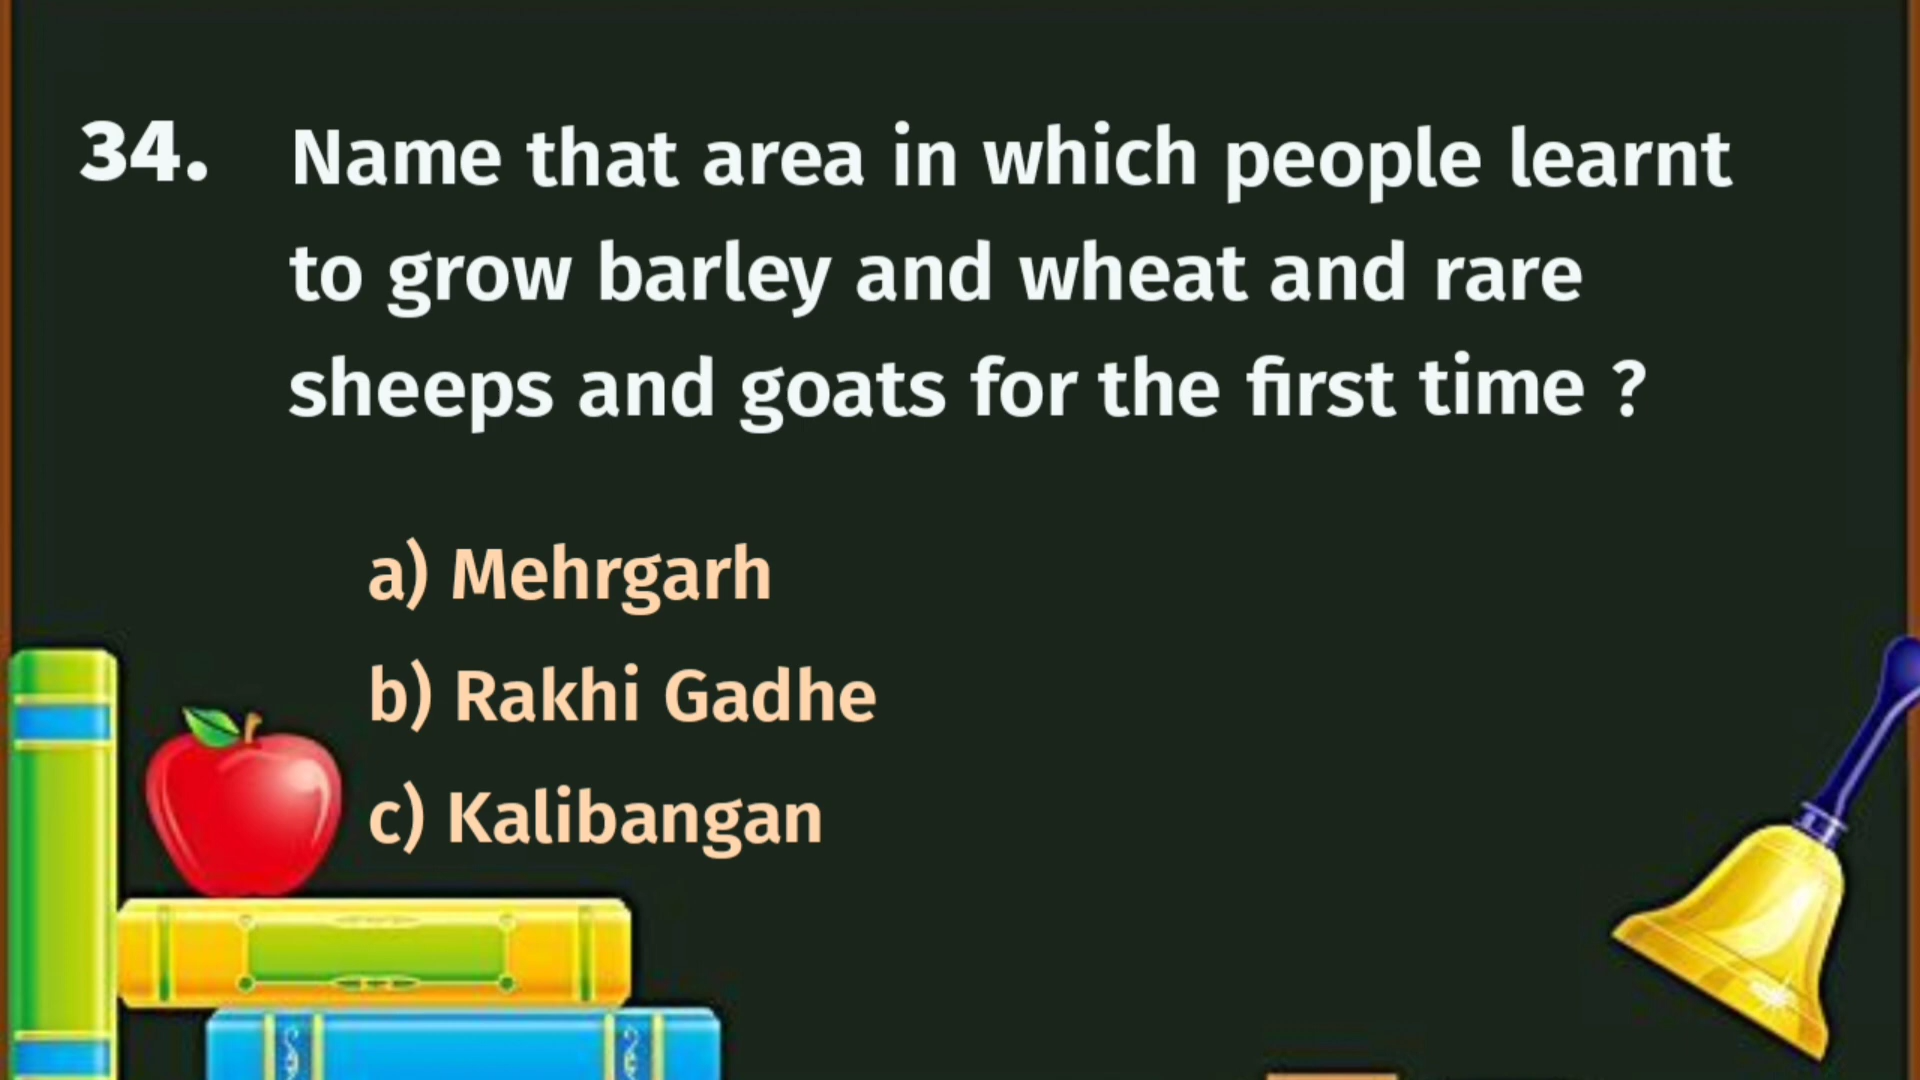 34. Name that area in which people learnt
to grow barley and wheat and rare
sheeps and goats for the first time ?
a) Mehrgarh
b) Rakhi Gadhe
c) Kalibangan